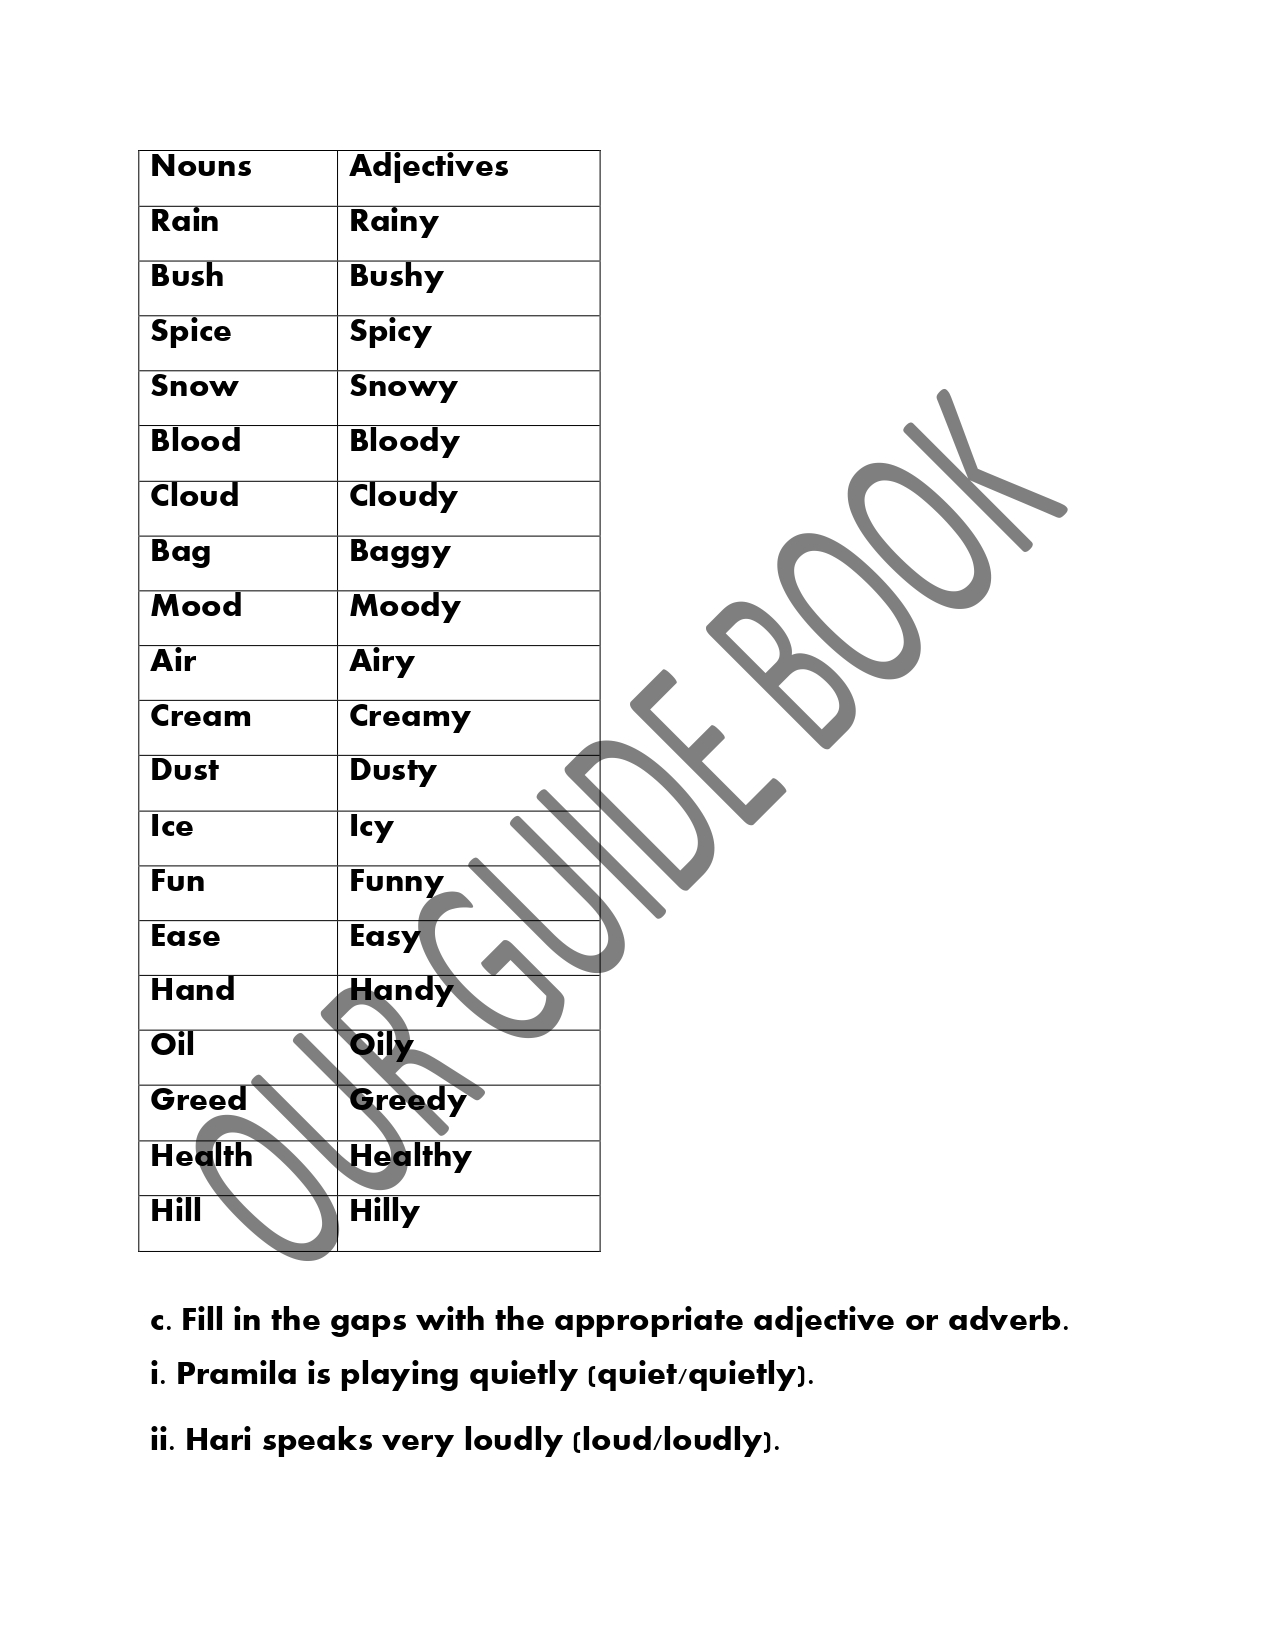 Nouns Adjectives
Rain Rainy
Bush Bushy
Spice Spicy
Snow Snowy
Blood Bloody
Cloud Cloudy
Bag Baggy
Mood Moody
Air Airy
Cream Creamy
Dust Dusty
Ice Icy
Fun Funny
Ease Easy
Hand Handy
Oil Oily
Greed Greedy
Health Healthy
Hill Hilly
OUR GUIDE BOOK
c. Fill in the gaps with the appropriate adjective or adverb.
i. Pramila is playing quietly (quiet/quietly).
ii. Hari speaks very loudly (loud/loudly).